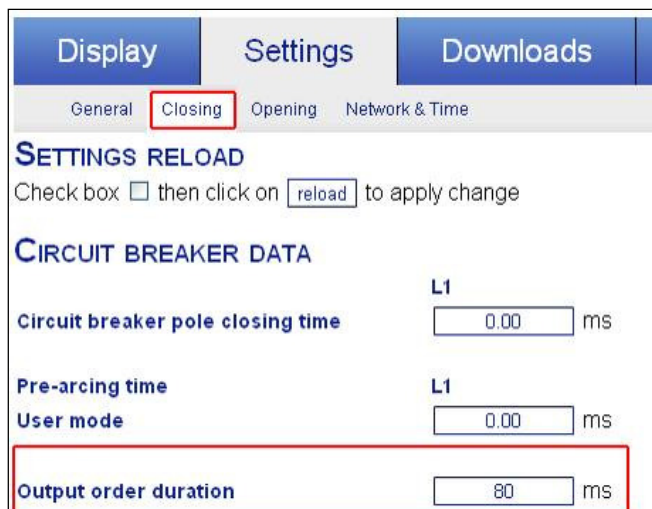 Display Settings Downloads
General Closing Opening Network & Time
SETTINGS RELOAD
Check box then click on reload to apply change
CIRCUIT BREAKER DATA
L1
Circuit breaker pole closing time 0.00 ms
Pre-arcing time L1
User mode 0.00 ms
Output order duration 80 ms